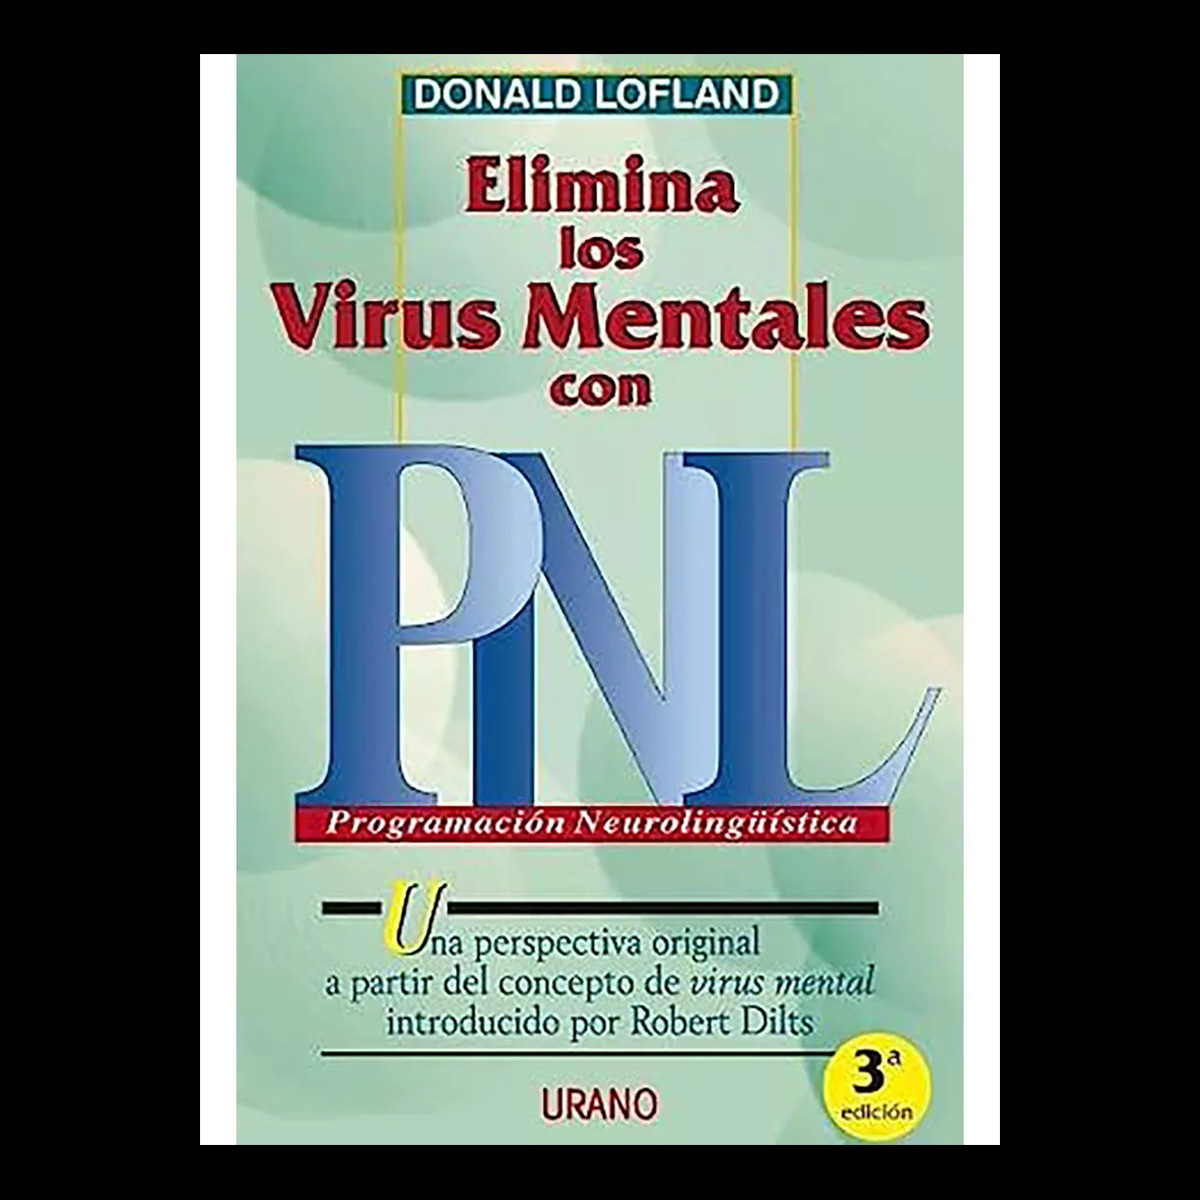 DONALD LOFLAND
Elimina
los
Virus Mentales
con
PNL
Programación Neurolingüística
Una perspectiva original
a partir del concepto de virus mental
introducido por Robert Dilts
3ª
edición
URANO